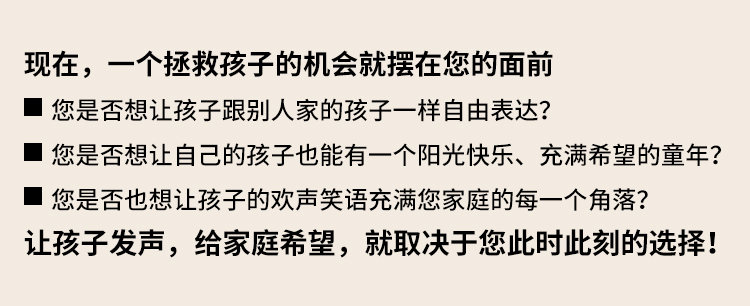 现在，一个拯救孩子的机会就摆在您的面前
■ 您是否想让孩子跟别人家的孩子一样自由表达？
■ 您是否想让自己的孩子也能有一个阳光快乐、充满希望的童年？
■ 您是否也想让孩子的欢声笑语充满您家庭的每一个角落？
让孩子发声，给家庭希望，就取决于您此时此刻的选择！